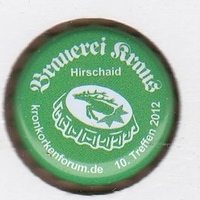 Brauerei Kraus
Hirschaid
kronkorkenforum.de
10. Treffen 2012